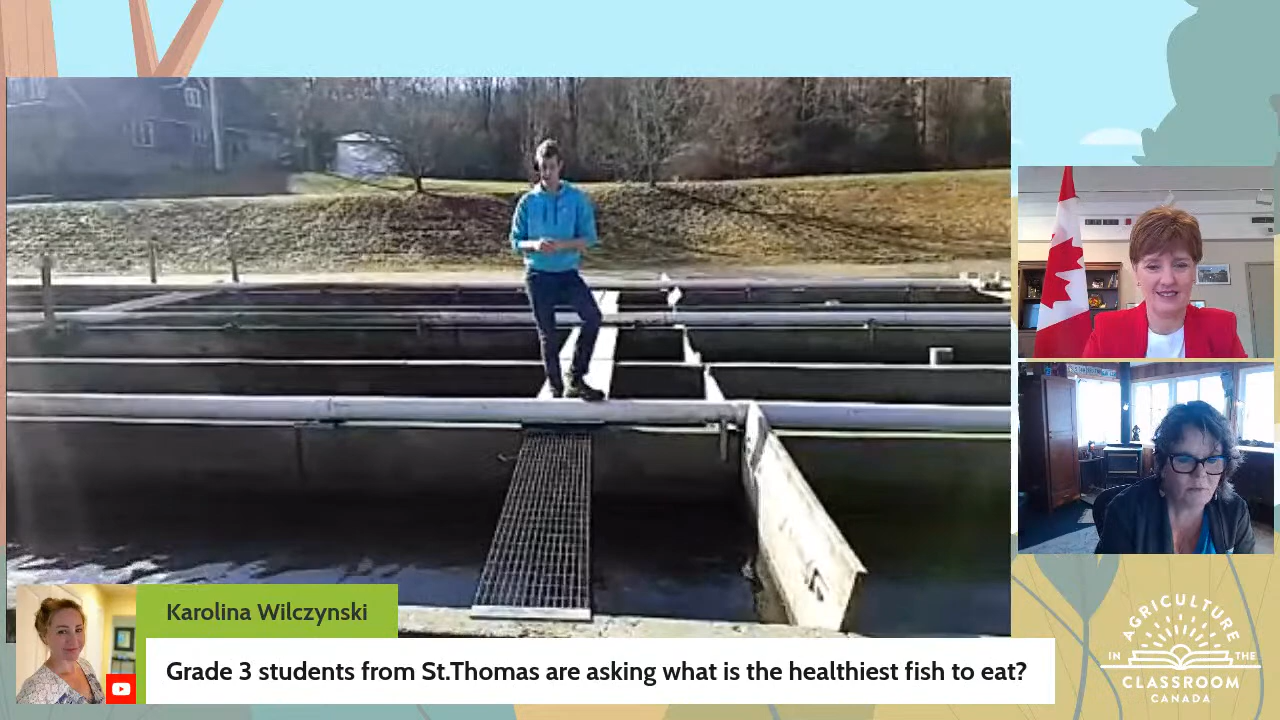 Karolina Wilczynski
Grade 3 students from St.Thomas are asking what is the healthiest fish to eat?
AGRICULTURE
IN THE
CLASSROOM
CANADA